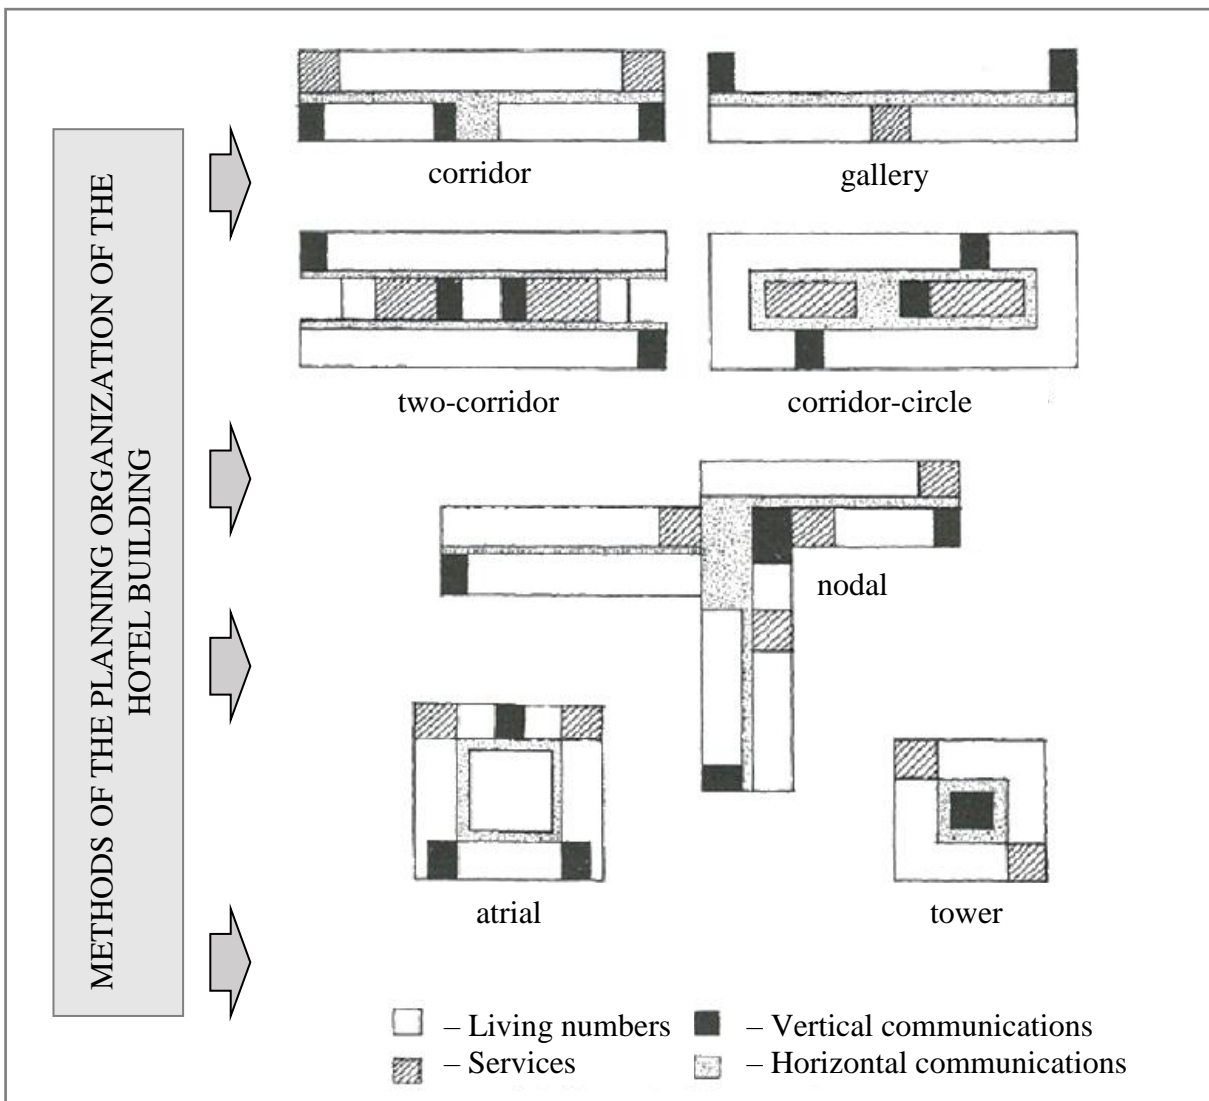 METHODS OF THE PLANNING ORGANIZATION OF THE
HOTEL BUILDING
corridor
gallery
two-corridor
corridor-circle
nodal
atrial
tower
– Living numbers
– Vertical communications
– Services
– Horizontal communications